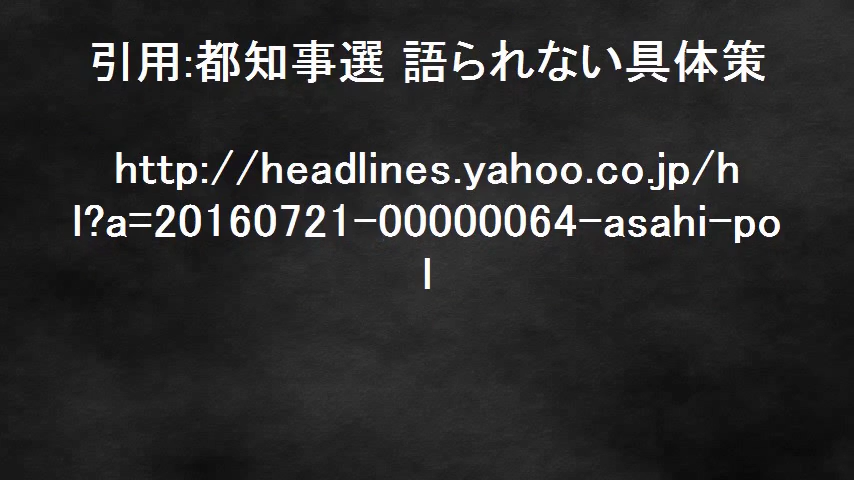 引用:都知事選 語られない具体策
http://headlines.yahoo.co.jp/h
l?a=20160721-00000064-asahi-po
l